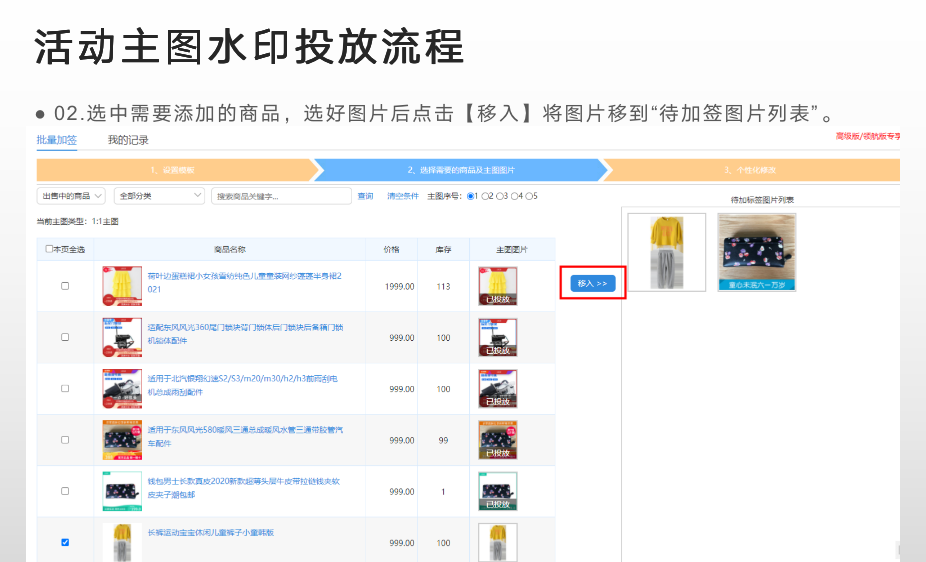 活动主图水印投放流程
● 02.选中需要添加的商品，选好图片后点击【移入】将图片移到“待加签图片列表”。
批量加签 我的记录 高级版/领航版专享
1、设置模板 2、选择需要的商品及主图图片 3、个性化修改
出售中的商品 全部分类 搜索商品关键字... 查询 清空条件 主图序号: 1 2 3 4 5
待加标签图片列表
当前主图类型: 1:1主图
本页全选 商品名称 价格 库存 主图图片
荷叶边蛋糕裙小女孩雪纺纯色儿童童装网纱蓬蓬半身裙2
021
1999.00 113 已投放
移入 >>
童心未泯六一万岁
适配东风风光360尾门锁块背门锁体后门锁块后备箱门锁
机锁体配件
999.00 100 已投放
适用于北汽银翔幻速S2/S3/m20/m30/h2/h3前雨刮电
机总成雨刮配件
999.00 100 已投放
适用于东风风光580暖风三通总成暖风水管三通带胶管汽
车配件
999.00 99 已投放
钱包男士长款真皮2020新款超薄头层牛皮带拉链钱夹软
皮夹子潮包邮
999.00 1 已投放
长裤运动宝宝休闲儿童裤子小童韩版
999.00 100